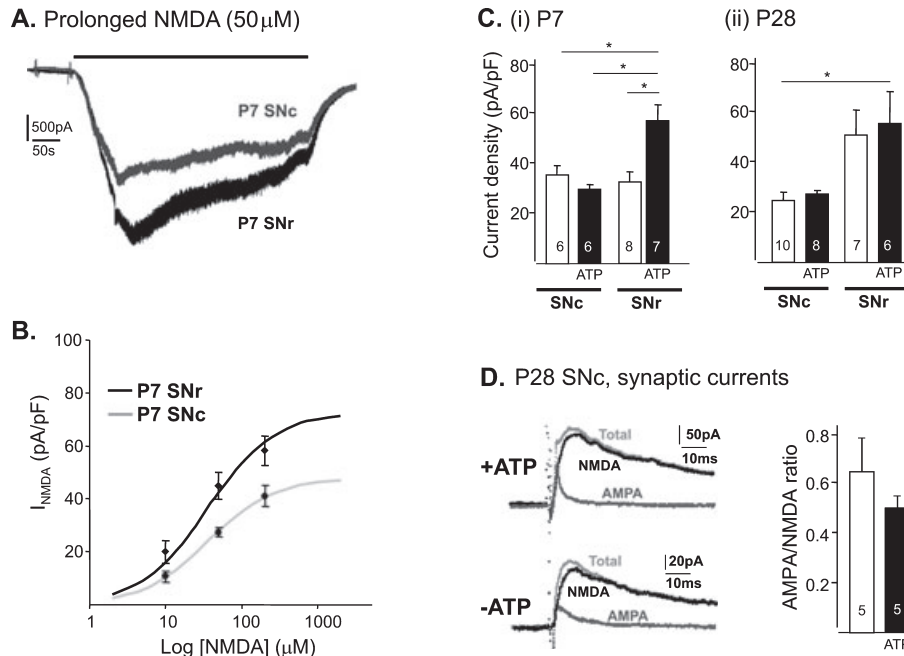 A. Prolonged NMDA (50 µM)
P7 SNc
500pA
50s
P7 SNr
B.
100
80
60
40
20
I_NMDA (pA/pF)
P7 SNr
P7 SNc
1 10 100 1000
Log [NMDA] (µM)
C. (i) P7 (ii) P28
Current density (pA/pF)
80
60
40
20
*
*
*
6 6 8 7
ATP ATP
SNc SNr
80
60
40
20
*
10 8 7 6
ATP ATP
SNc SNr
D. P28 SNc, synaptic currents
+ATP
Total
NMDA
AMPA
50pA
10ms
-ATP
Total
NMDA
AMPA
20pA
10ms
AMPA/NMDA ratio
0.8
0.6
0.4
0.2
5 5
ATP